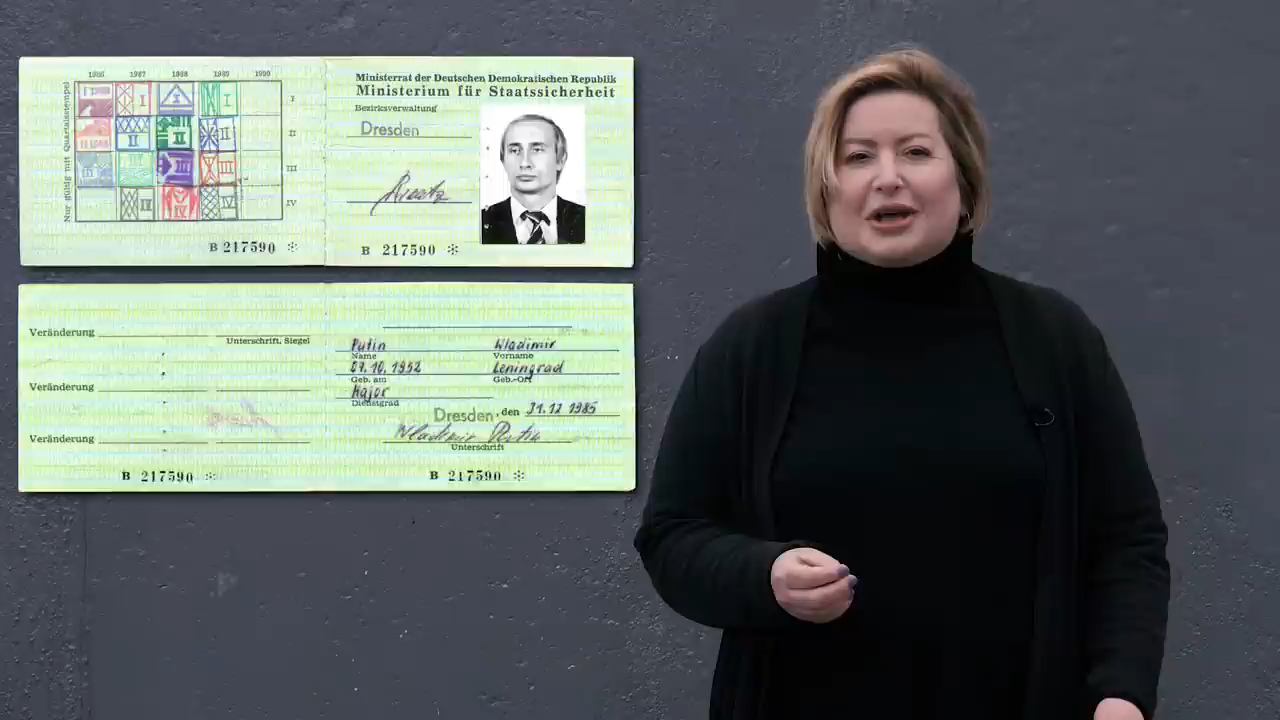 1986 1987 1988 1989 1990
Nur gültig mit Quartalsstempel
I
II
III
IV
B 217590
Ministerrat der Deutschen Demokratischen Republik
Ministerium für Staatssicherheit
Bezirksverwaltung
Dresden
B 217590
Veränderung
Unterschrift, Siegel
Veränderung
Veränderung
B 217590
Putin Wladimir
Name Vorname
07.10.1952 Leningrad
Geb. am Geb.-Ort
Major
Dienstgrad
Dresden, den 31.12 1985
Wladimir Putin
Unterschrift
B 217590